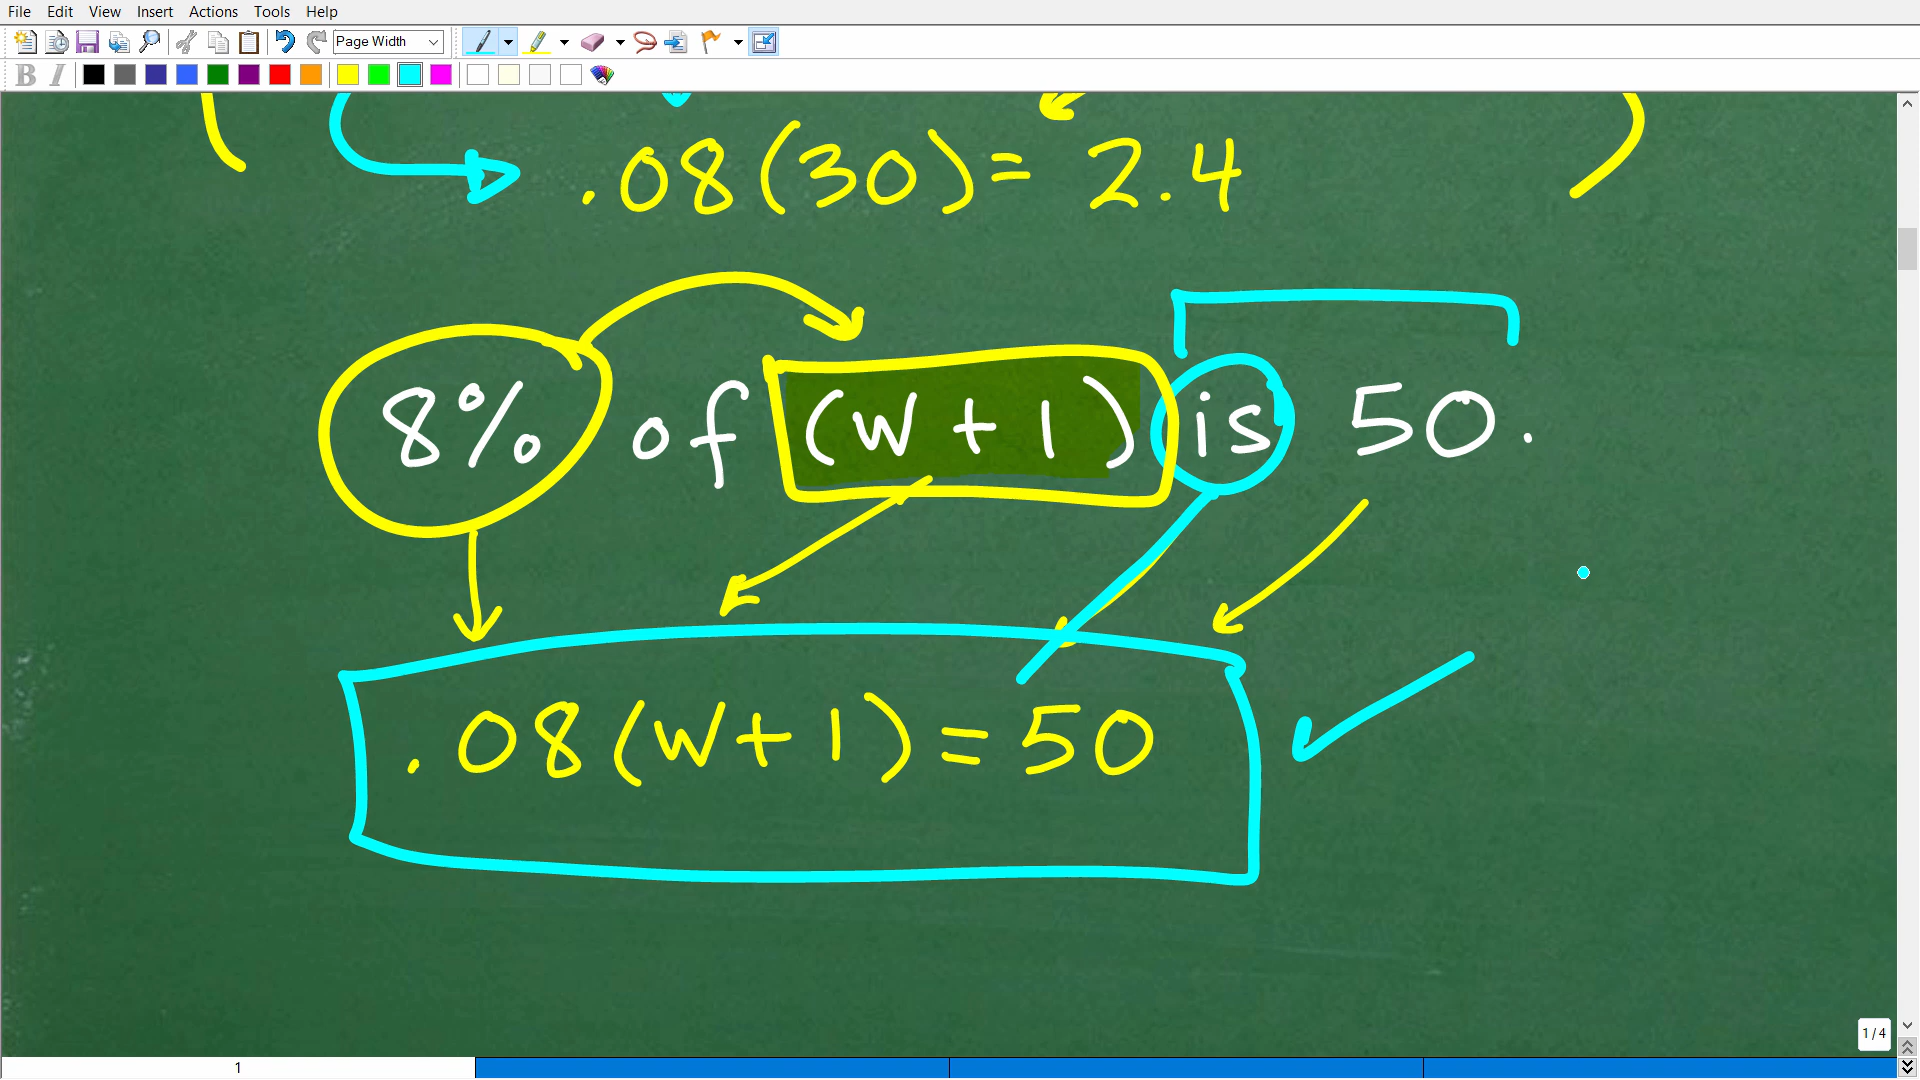 File Edit View Insert Actions Tools Help
Page Width
B I
.08(30)= 2.4
8% of (W+1) is 50.
.08(W+1)=50
1/4
1